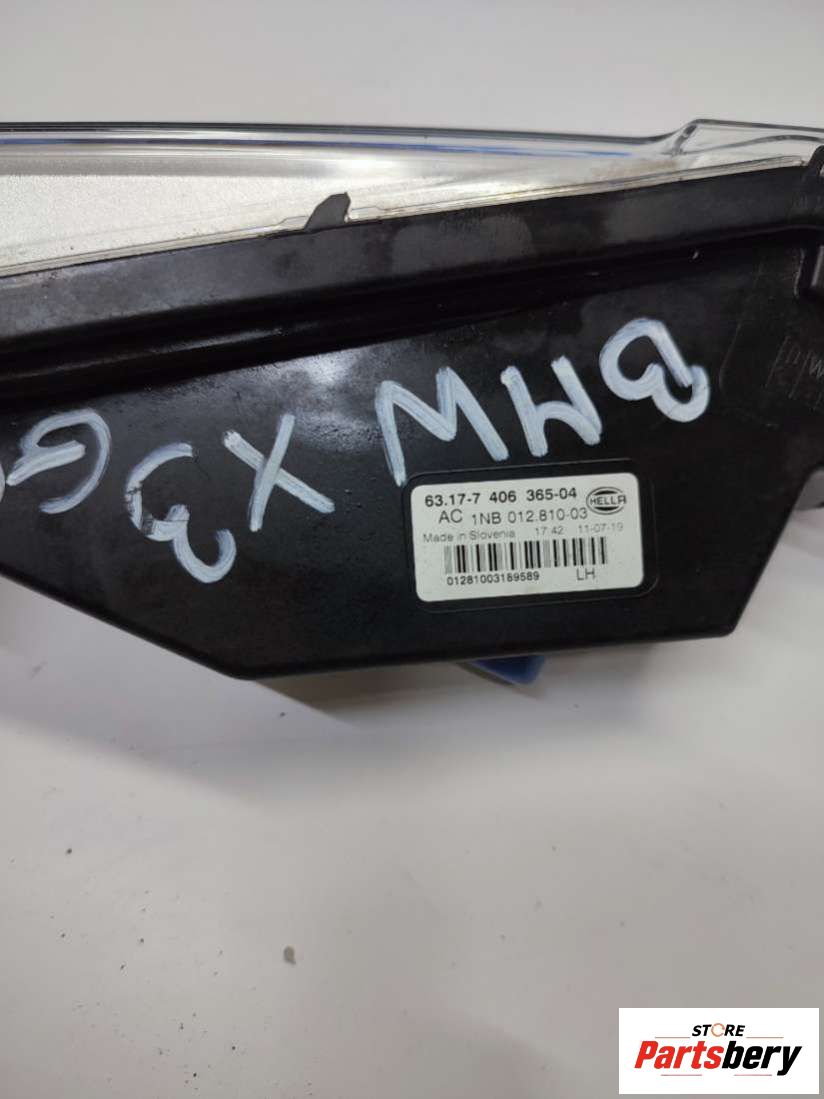 BMW X3 G
63.17-7 406 365-04
HELLA
AC 1NB 012.810-03
Made in Slovenia 17:42 11-07-19
01281003189589 LH
STORE
Partsbery